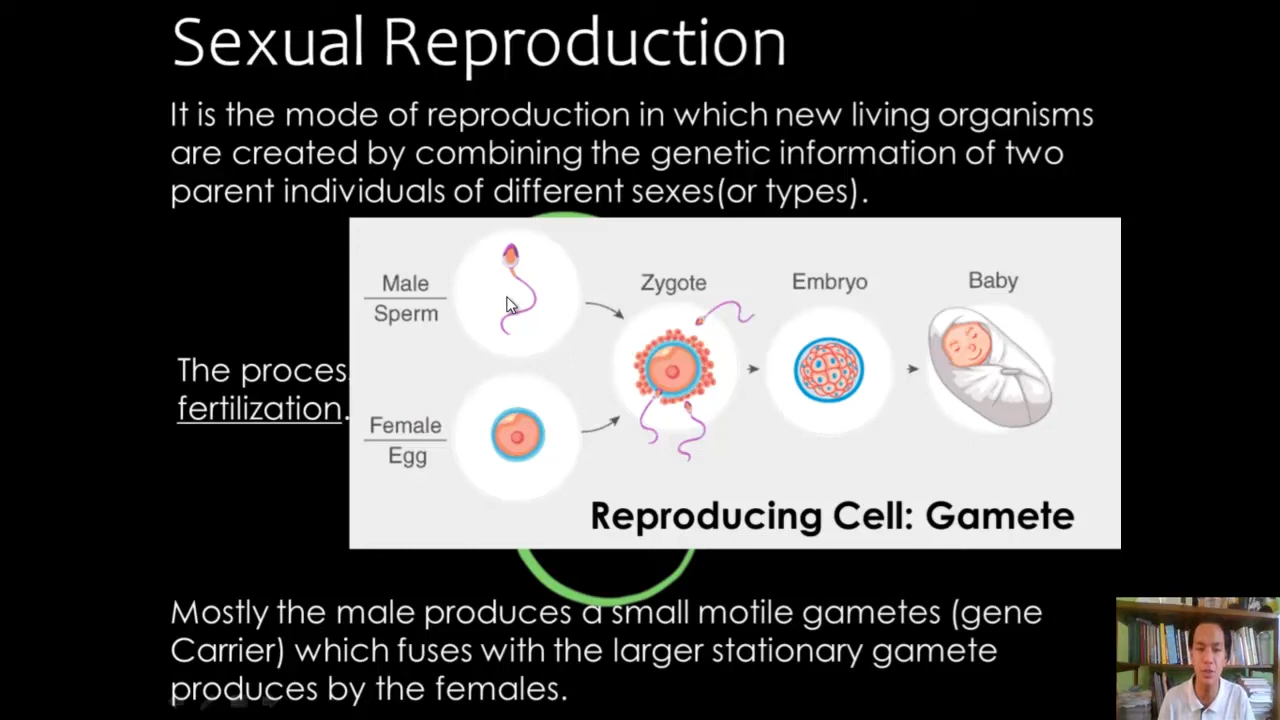 Sexual Reproduction
It is the mode of reproduction in which new living organisms
are created by combining the genetic information of two
parent individuals of different sexes(or types).
Male
Sperm
Zygote
Embryo
Baby
The proces
fertilization.
Female
Egg
Reproducing Cell: Gamete
Mostly the male produces a small motile gametes (gene
Carrier) which fuses with the larger stationary gamete
produces by the females.